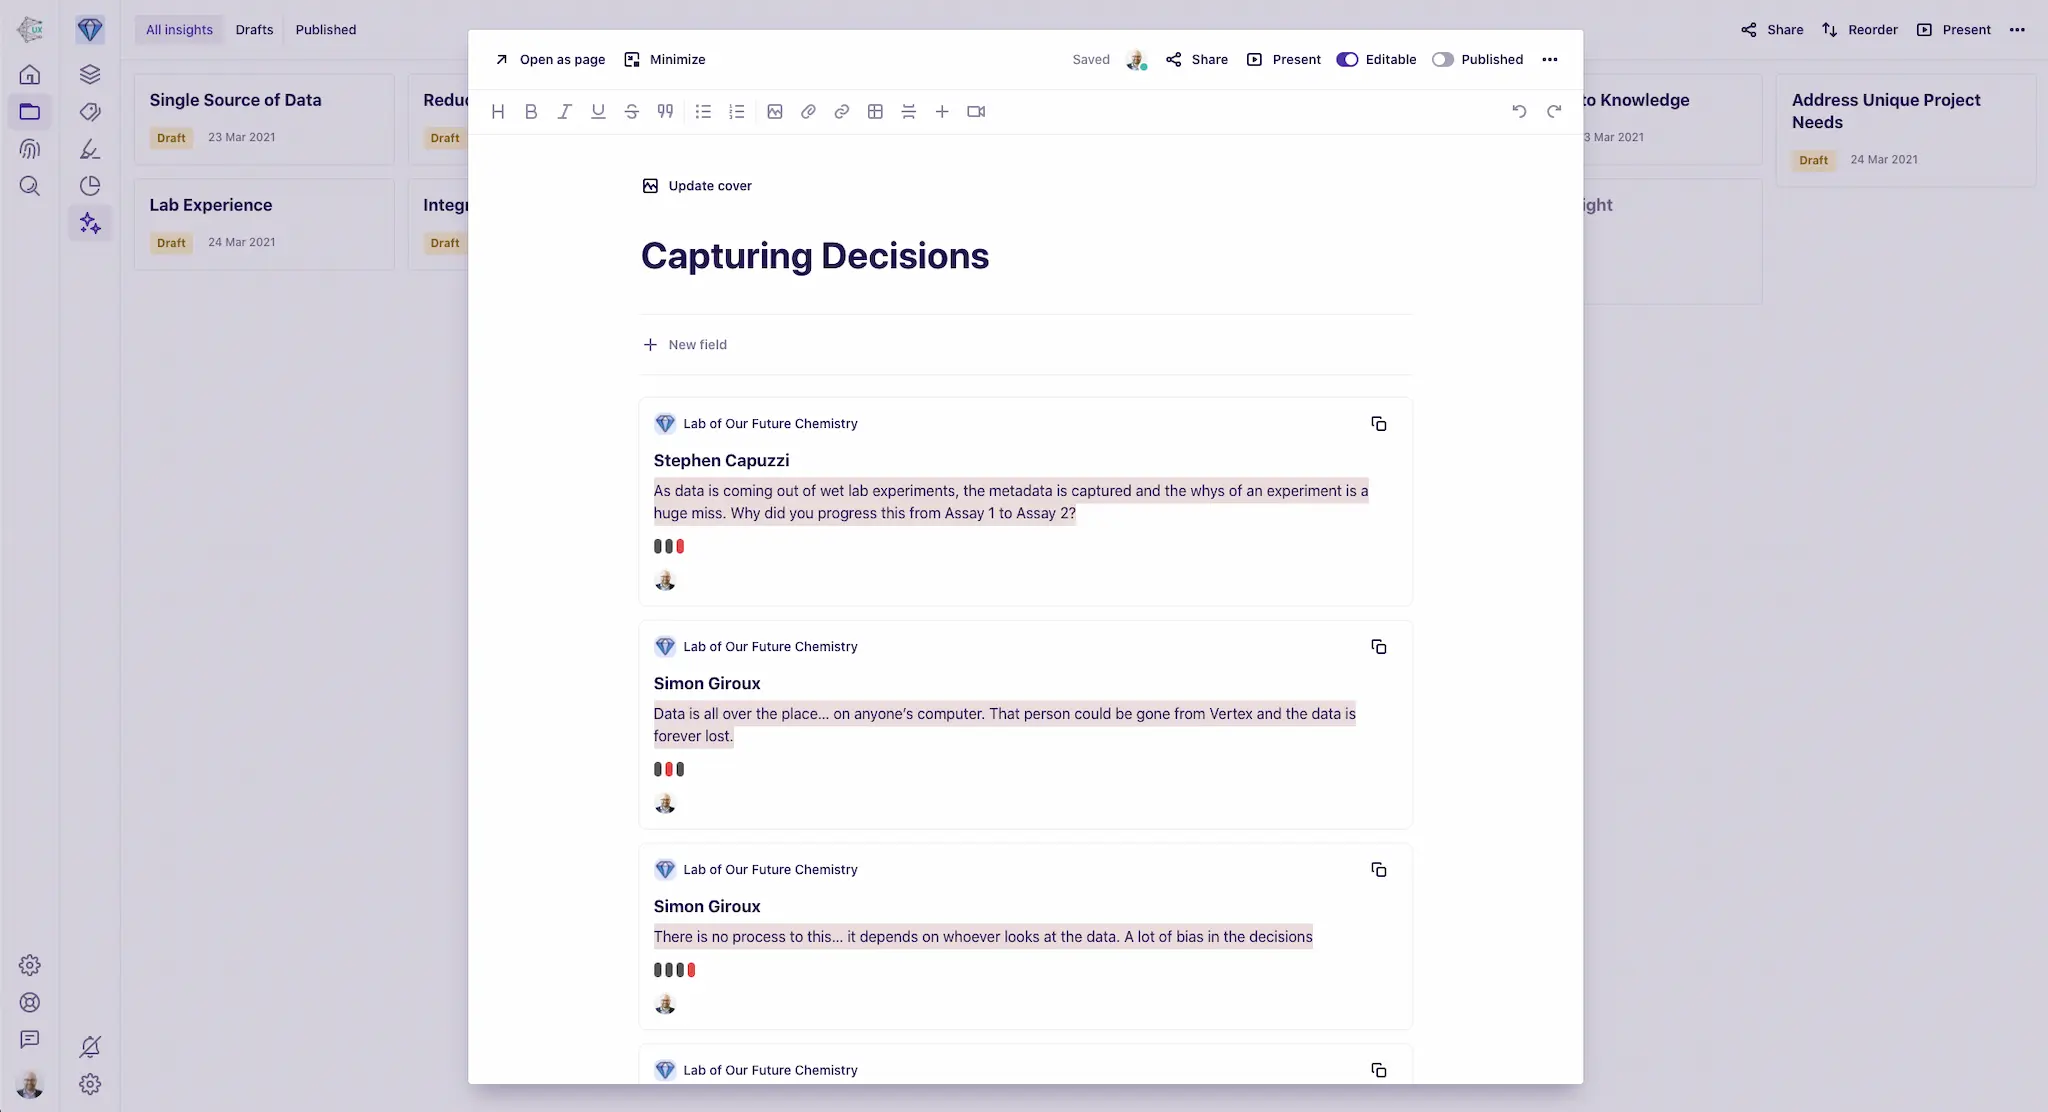 All insights
Drafts
Published
Share
Reorder
Present
Single Source of Data
Draft
23 Mar 2021
Draft
to Knowledge
Mar 2021
Address Unique Project
Needs
Draft
24 Mar 2021
Lab Experience
Draft
24 Mar 2021
Draft
Open as page
Minimize
Saved
Share
Present
Editable
Published
Update cover
Capturing Decisions
New field
Lab of Our Future Chemistry
Stephen Capuzzi
As data is coming out of wet lab experiments, the metadata is captured and the whys of an experiment is a
huge miss. Why did you progress this from Assay 1 to Assay 2?
Lab of Our Future Chemistry
Simon Giroux
Data is all over the place... on anyone’s computer. That person could be gone from Vertex and the data is
forever lost.
Lab of Our Future Chemistry
Simon Giroux
There is no process to this... it depends on whoever looks at the data. A lot of bias in the decisions
Lab of Our Future Chemistry